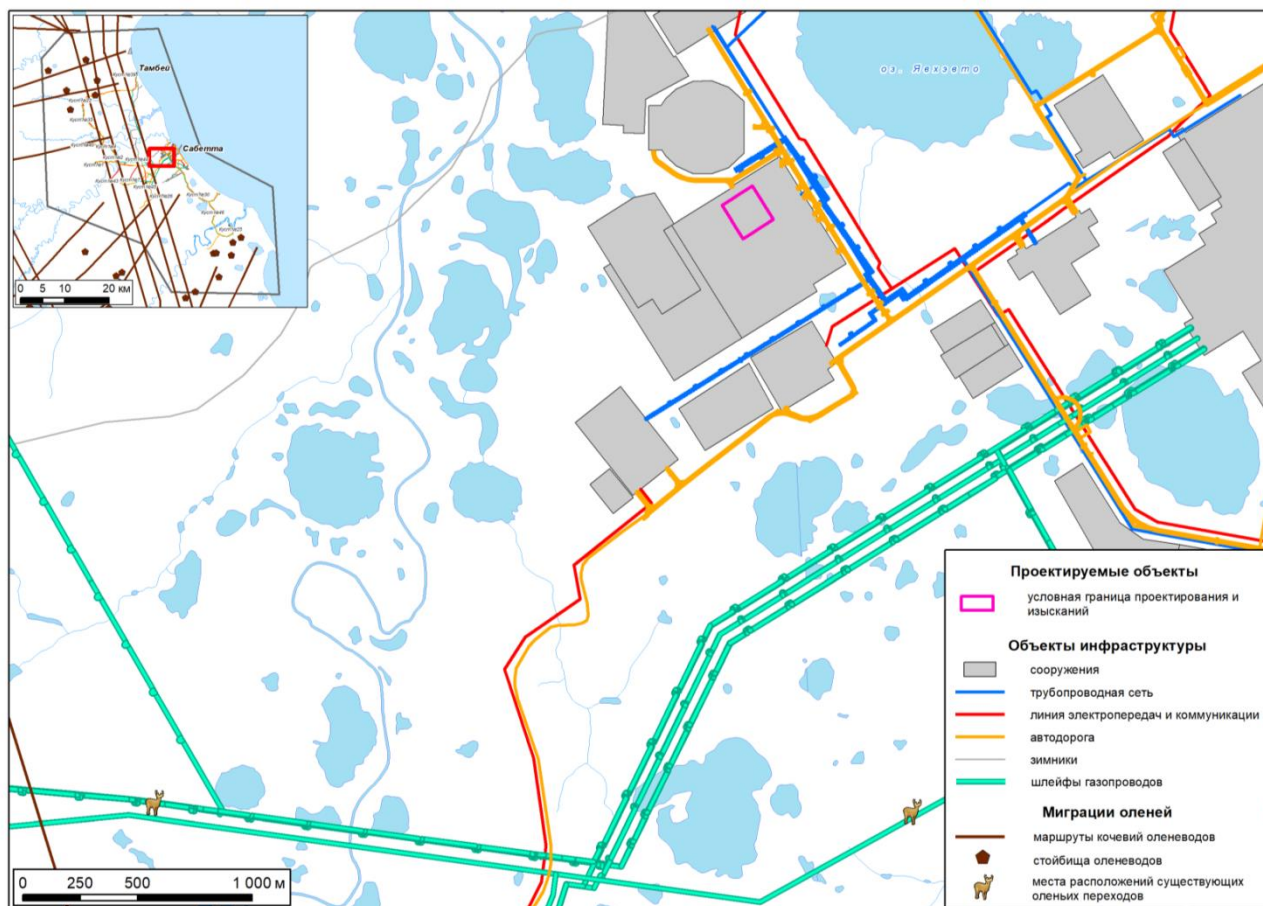 Тамбей
Сабетта
0 5 10 20 км
оз. Явхэвто
Проектируемые объекты
условная граница проектирования и
изысканий
Объекты инфраструктуры
сооружения
трубопроводная сеть
линия электропередач и коммуникации
автодорога
зимники
шлейфы газопроводов
Миграции оленей
маршруты кочевий оленеводов
стойбища оленеводов
места расположений существующих
оленьих переходов
0 250 500 1 000 м